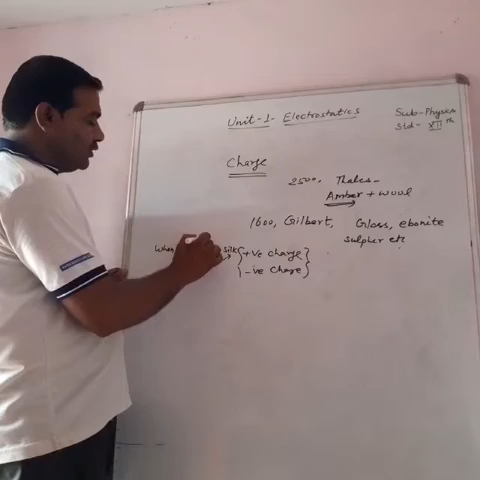 Unit-1- Electrostatics
Sub-Physics
Std- XII th
Charge
2500, Thales-
Amber + wool
1600, Gilbert, Glass, ebonite
sulpher etc
When silk { +ve charge }
-ve charge